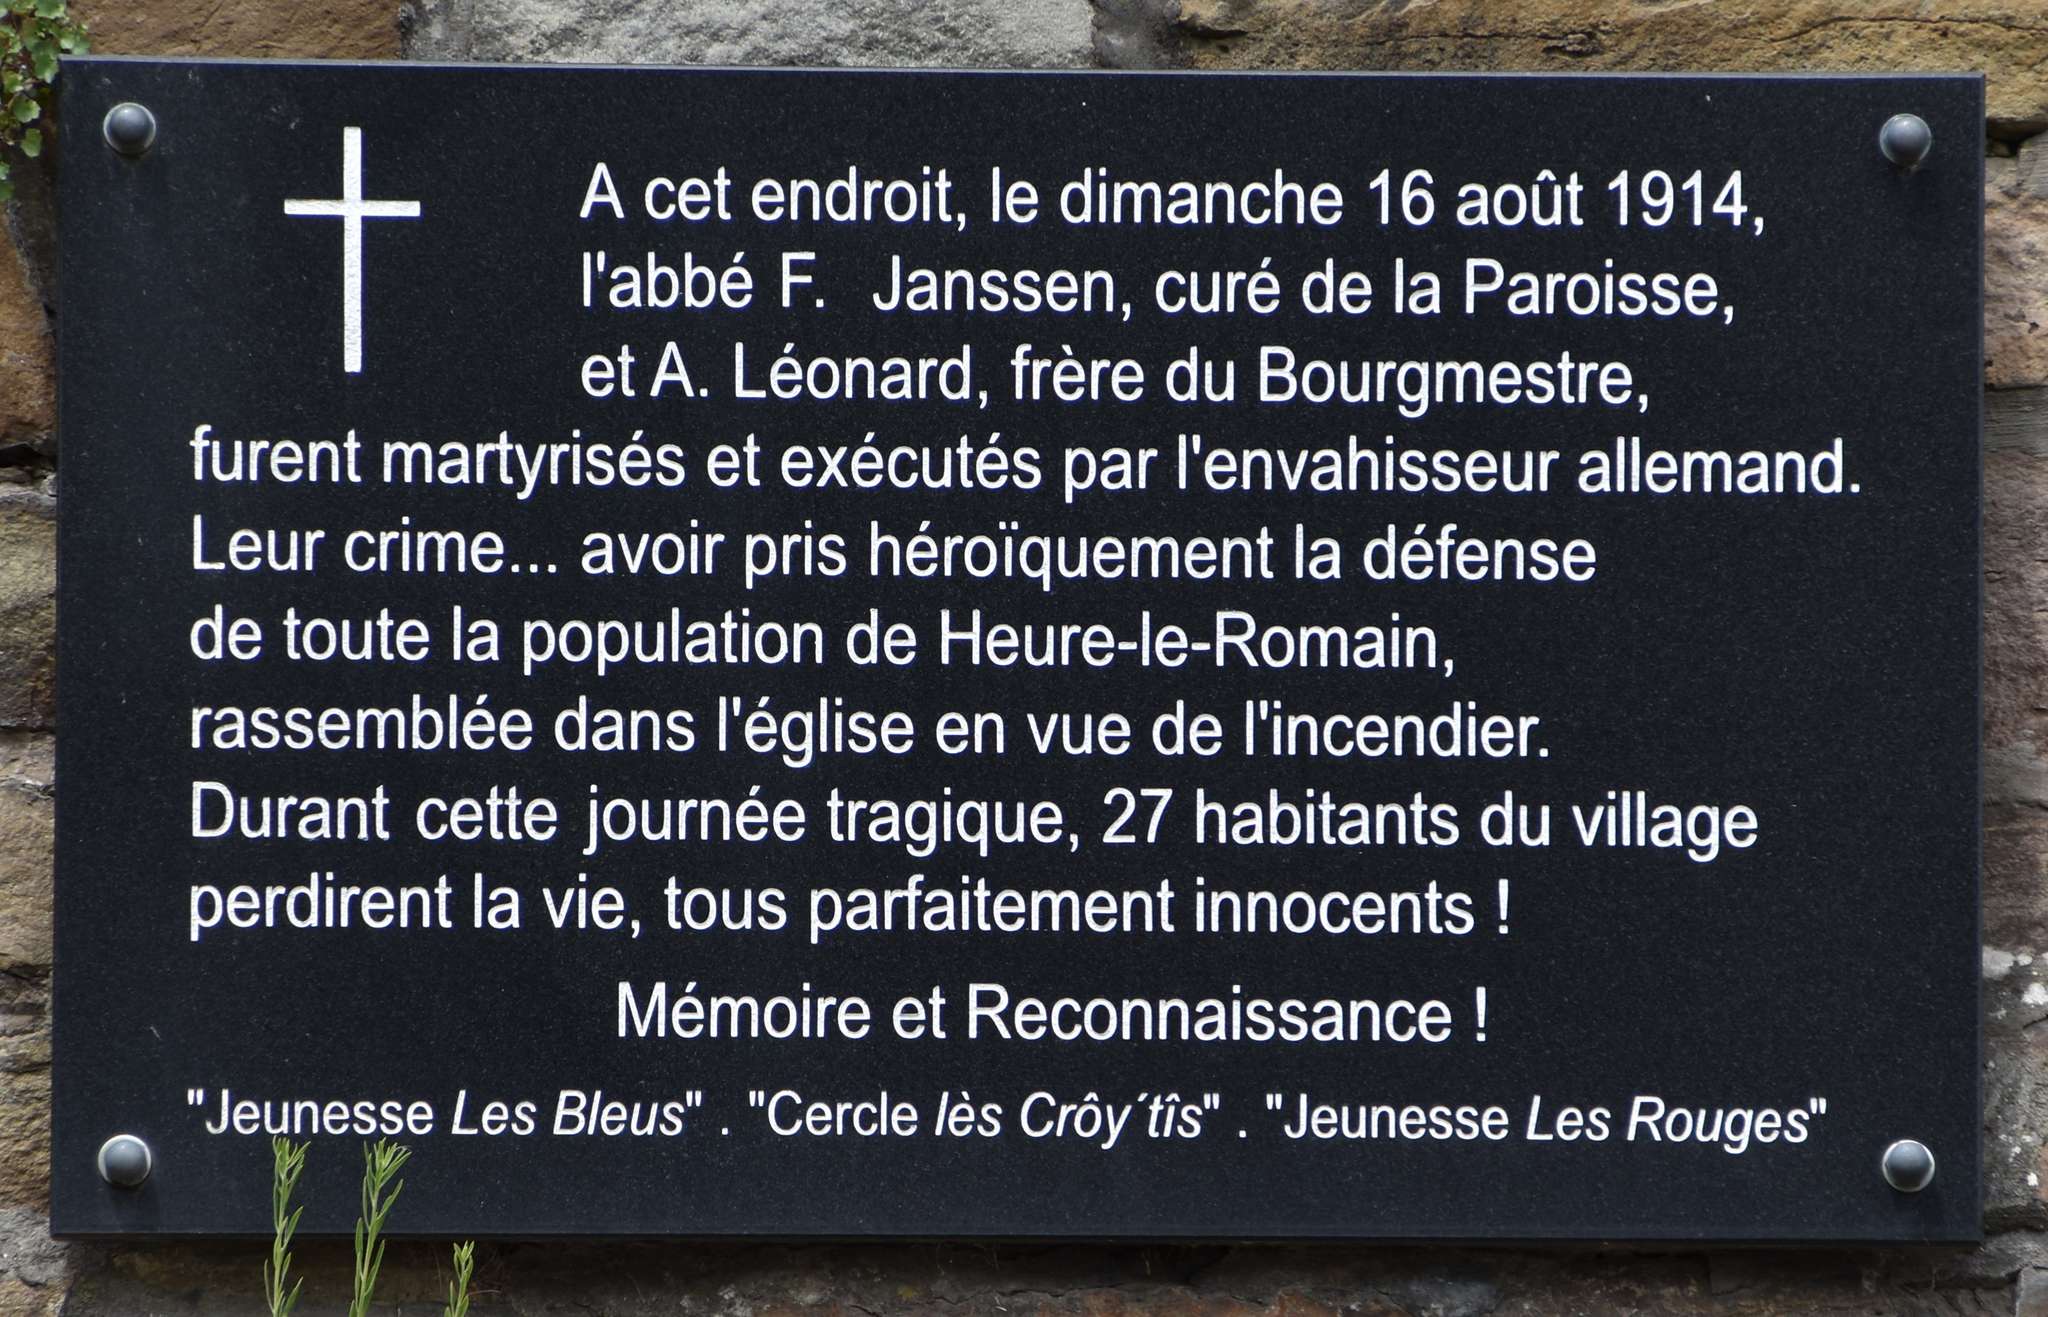 A cet endroit, le dimanche 16 août 1914,
l'abbé F. Janssen, curé de la Paroisse,
et A. Léonard, frère du Bourgmestre,
furent martyrisés et exécutés par l'envahisseur allemand.
Leur crime... avoir pris héroïquement la défense
de toute la population de Heure-le-Romain,
rassemblée dans l'église en vue de l'incendier.
Durant cette journée tragique, 27 habitants du village
perdirent la vie, tous parfaitement innocents !
Mémoire et Reconnaissance !
"Jeunesse Les Bleus" . "Cercle lès Crôy´tîs" . "Jeunesse Les Rouges"